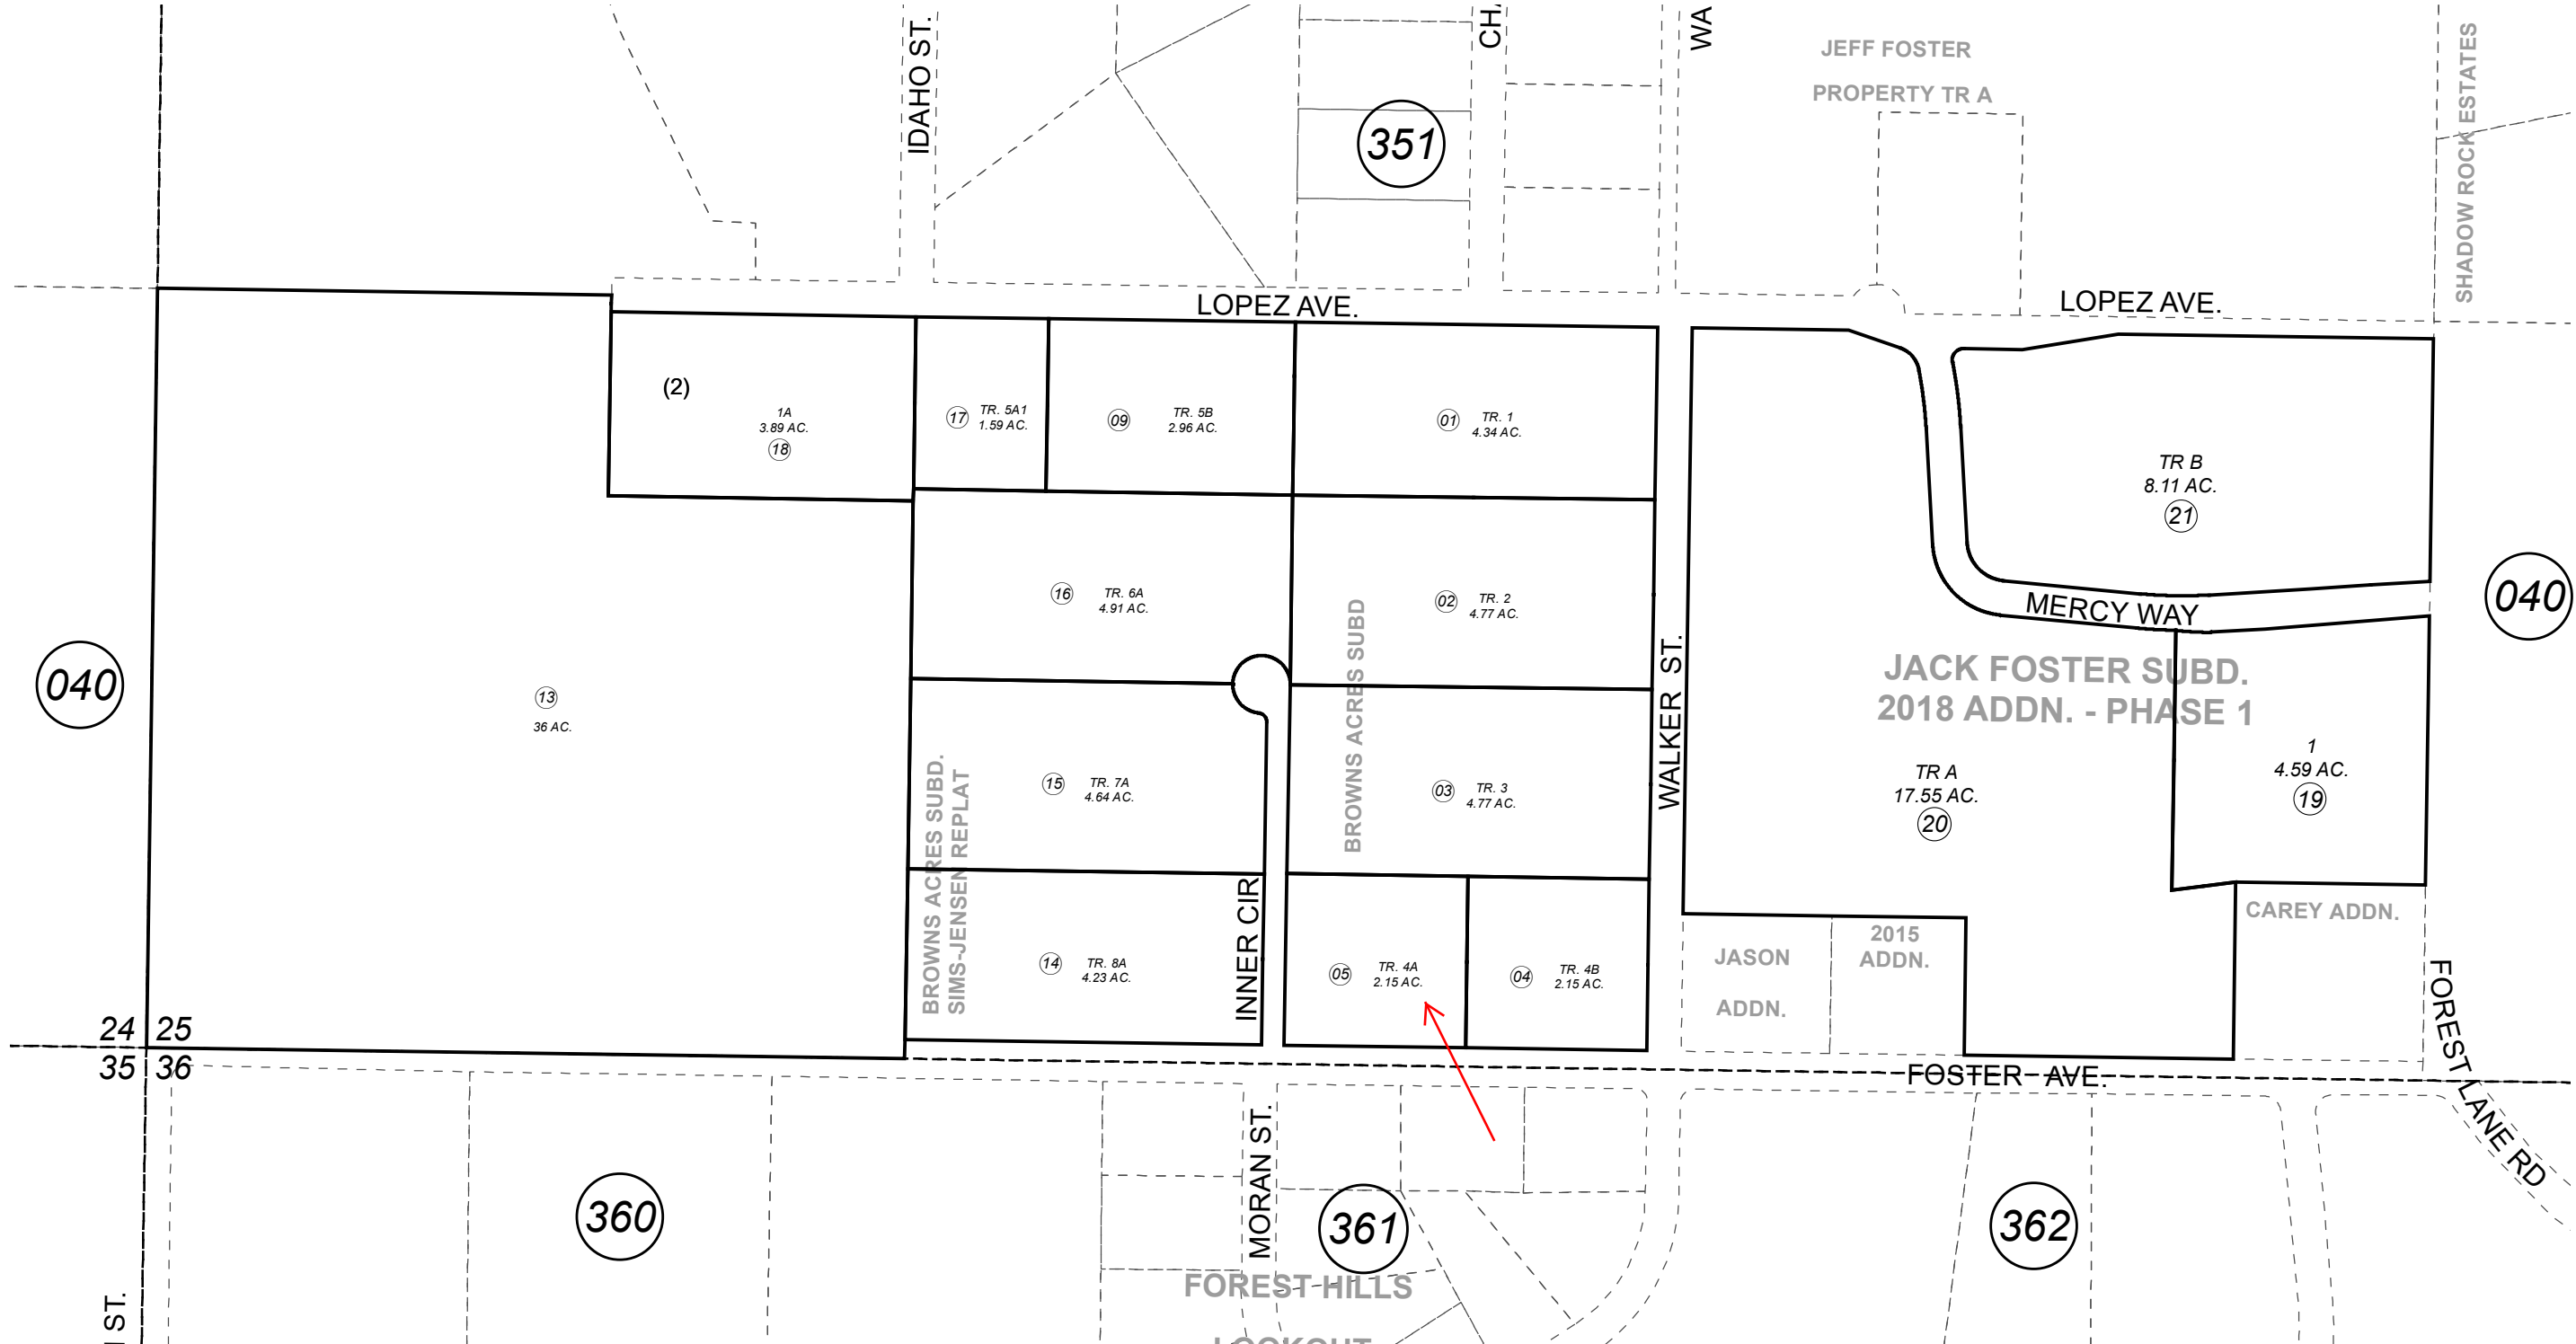 IDAHO ST.
351
JEFF FOSTER
PROPERTY TR A
SHADOW ROCK ESTATES
LOPEZ AVE.
LOPEZ AVE.
(2)
1A
3.89 AC.
18
17
TR. 5A1
1.59 AC.
09
TR. 5B
2.96 AC.
01
TR. 1
4.34 AC.
TR B
8.11 AC.
21
16
TR. 6A
4.91 AC.
02
TR. 2
4.77 AC.
MERCY WAY
040
040
13
36 AC.
BROWNS ACRES SUBD
WALKER ST.
JACK FOSTER SUBD.
2018 ADDN. - PHASE 1
15
TR. 7A
4.64 AC.
03
TR. 3
4.77 AC.
TR A
17.55 AC.
20
1
4.59 AC.
19
BROWNS ACRES SUBD.
SIMS-JENSEN REPLAT
INNER CIR
14
TR. 8A
4.23 AC.
05
TR. 4A
2.15 AC.
04
TR. 4B
2.15 AC.
JASON
ADDN.
2015
ADDN.
CAREY ADDN.
FOREST LANE RD
24 25
35 36
FOSTER AVE.
MORAN ST.
360
361
362
FOREST HILLS
ST.